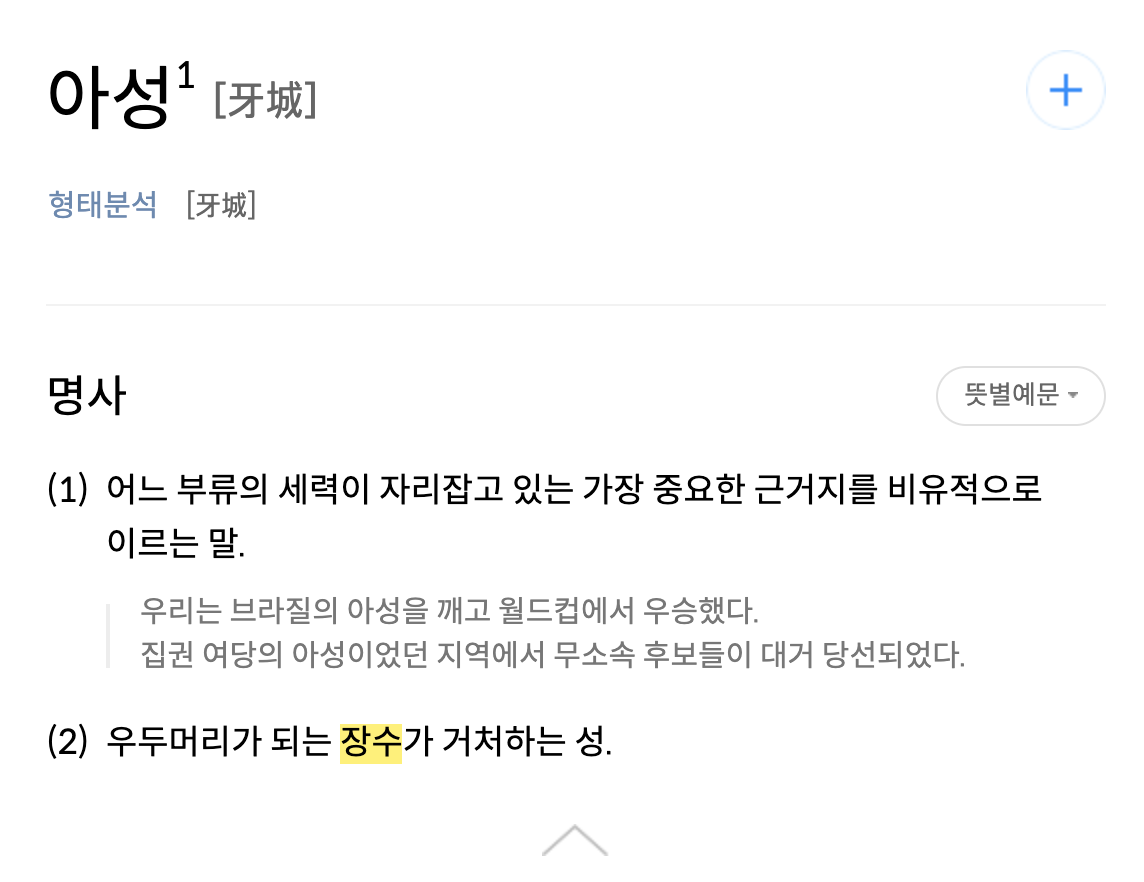 아성1 [牙城]
형태분석 [牙城]
명사
뜻별예문
(1) 어느 부류의 세력이 자리잡고 있는 가장 중요한 근거지를 비유적으로
이르는 말.
우리는 브라질의 아성을 깨고 월드컵에서 우승했다.
집권 여당의 아성이었던 지역에서 무소속 후보들이 대거 당선되었다.
(2) 우두머리가 되는 장수가 거처하는 성.